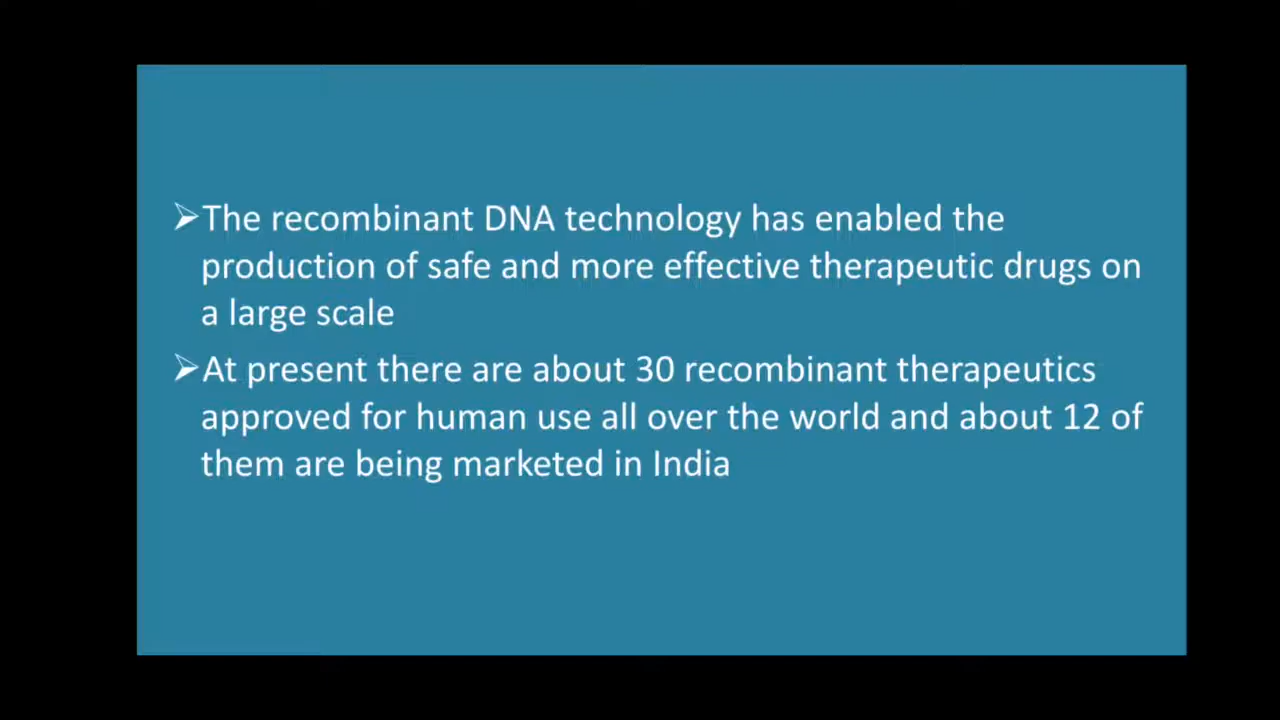 ➢The recombinant DNA technology has enabled the
production of safe and more effective therapeutic drugs on
a large scale
➢At present there are about 30 recombinant therapeutics
approved for human use all over the world and about 12 of
them are being marketed in India